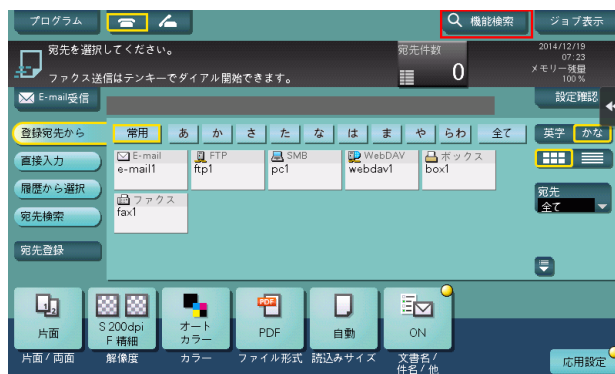 プログラム
機能検索
ジョブ表示
宛先を選択してください。
ファクス送信はテンキーでダイアル開始できます。
宛先件数
0
2014/12/19
07:23
メモリー残量
100 %
E-mail受信
設定確認
登録宛先から
常用 あ か さ た な は ま や らわ 全て
英字 かな
直接入力
履歴から選択
宛先検索
宛先登録
E-mail
e-mail1
FTP
ftp1
SMB
pc1
WebDAV
webdav1
ボックス
box1
ファクス
fax1
宛先
全て
片面
S 200dpi
F 精細
オート
カラー
PDF
PDF
自動
ON
片面 / 両面
解像度
カラー
ファイル形式
読込みサイズ
文書名 /
件名 / 他
応用設定